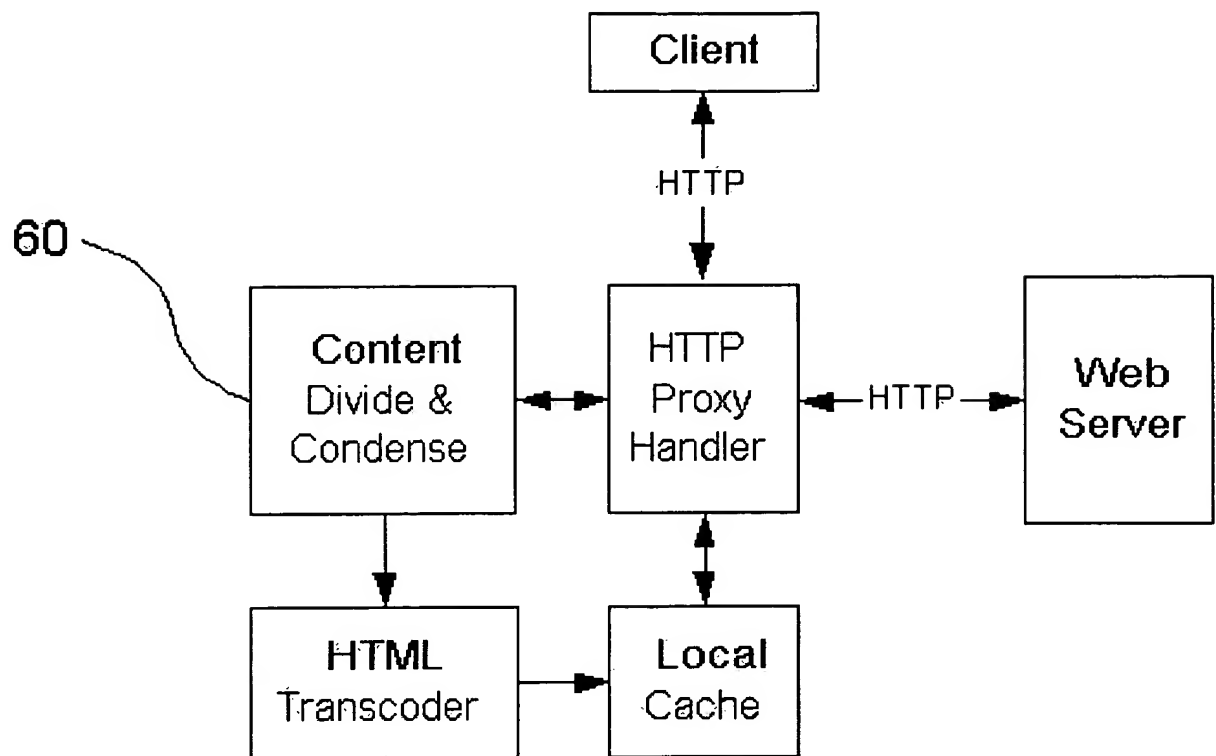 Client
HTTP
60
Content
Divide &
Condense
HTTP
Proxy
Handler
HTTP
Web
Server
HTML
Transcoder
Local
Cache